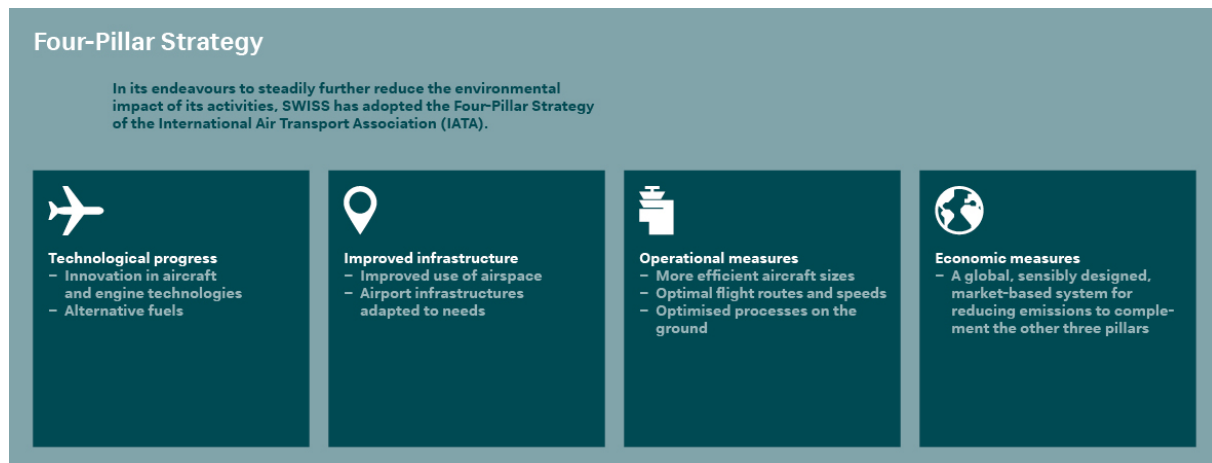 Four-Pillar Strategy
In its endeavours to steadily further reduce the environmental
impact of its activities, SWISS has adopted the Four-Pillar Strategy
of the International Air Transport Association (IATA).
Technological progress
– Innovation in aircraft
and engine technologies
– Alternative fuels
Improved infrastructure
– Improved use of airspace
– Airport infrastructures
adapted to needs
Operational measures
– More efficient aircraft sizes
– Optimal flight routes and speeds
– Optimised processes on the
ground
Economic measures
– A global, sensibly designed,
market-based system for
reducing emissions to comple-
ment the other three pillars